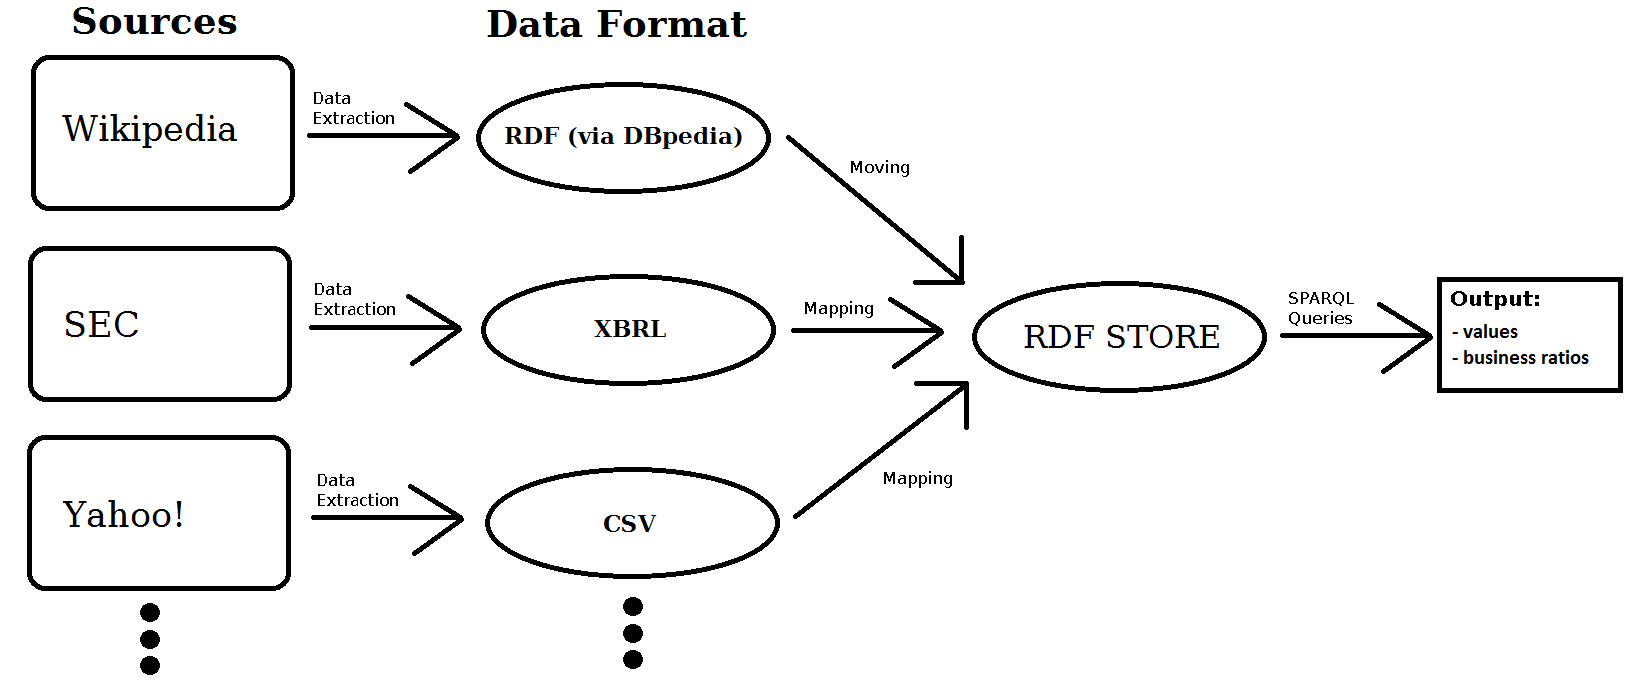 Sources
Data Format
Wikipedia
Data
Extraction
RDF (via DBpedia)
Moving
SEC
Data
Extraction
XBRL
Mapping
RDF STORE
SPARQL
Queries
Output:
- values
- business ratios
Yahoo!
Data
Extraction
CSV
Mapping